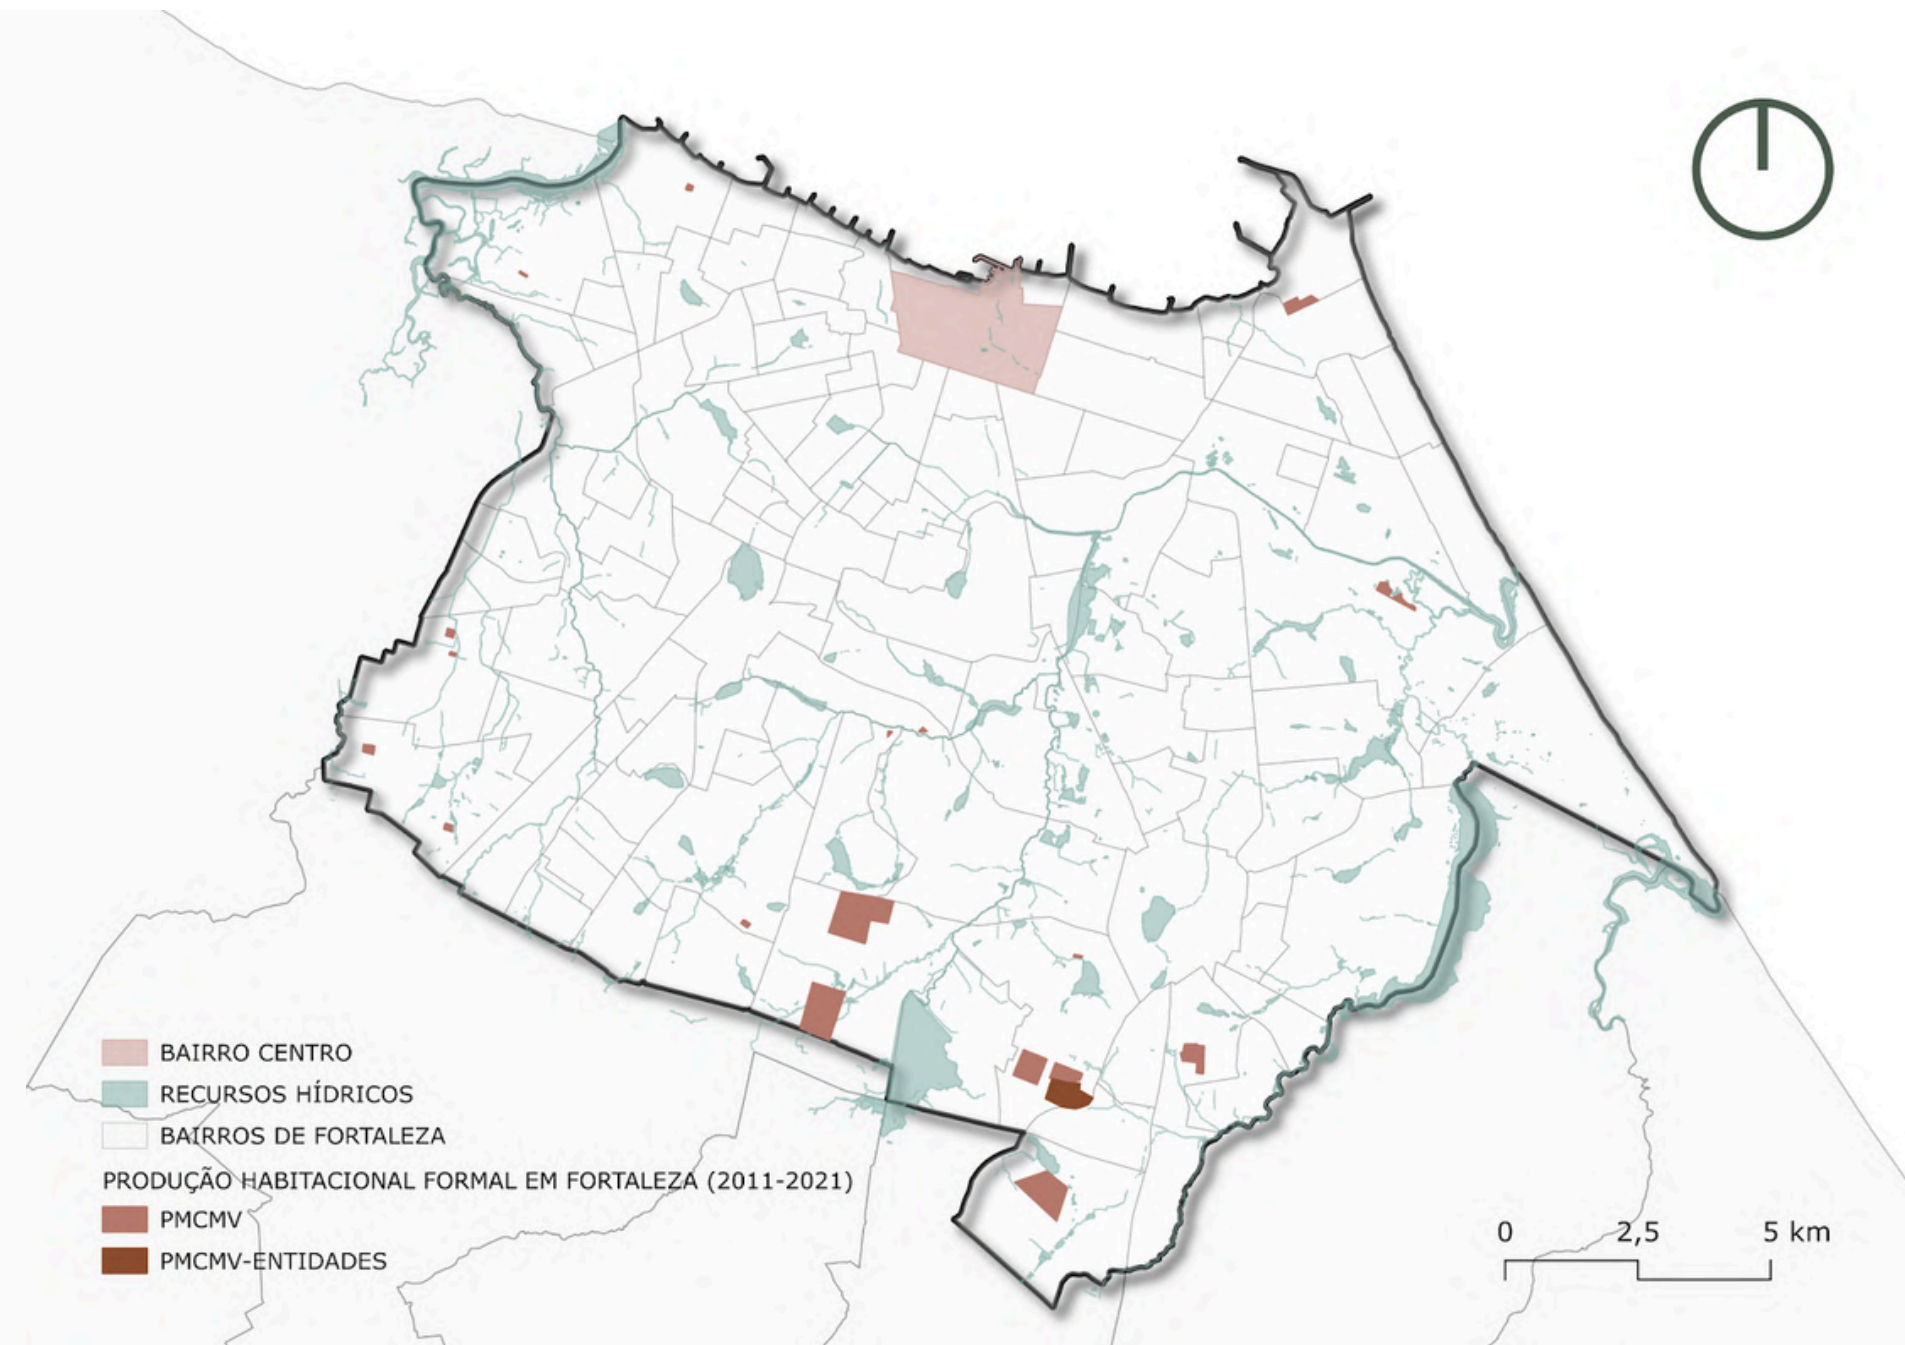 BAIRRO CENTRO
RECURSOS HÍDRICOS
BAIRROS DE FORTALEZA
PRODUÇÃO HABITACIONAL FORMAL EM FORTALEZA (2011-2021)
PMCMV
PMCMV-ENTIDADES
0 2,5 5 km